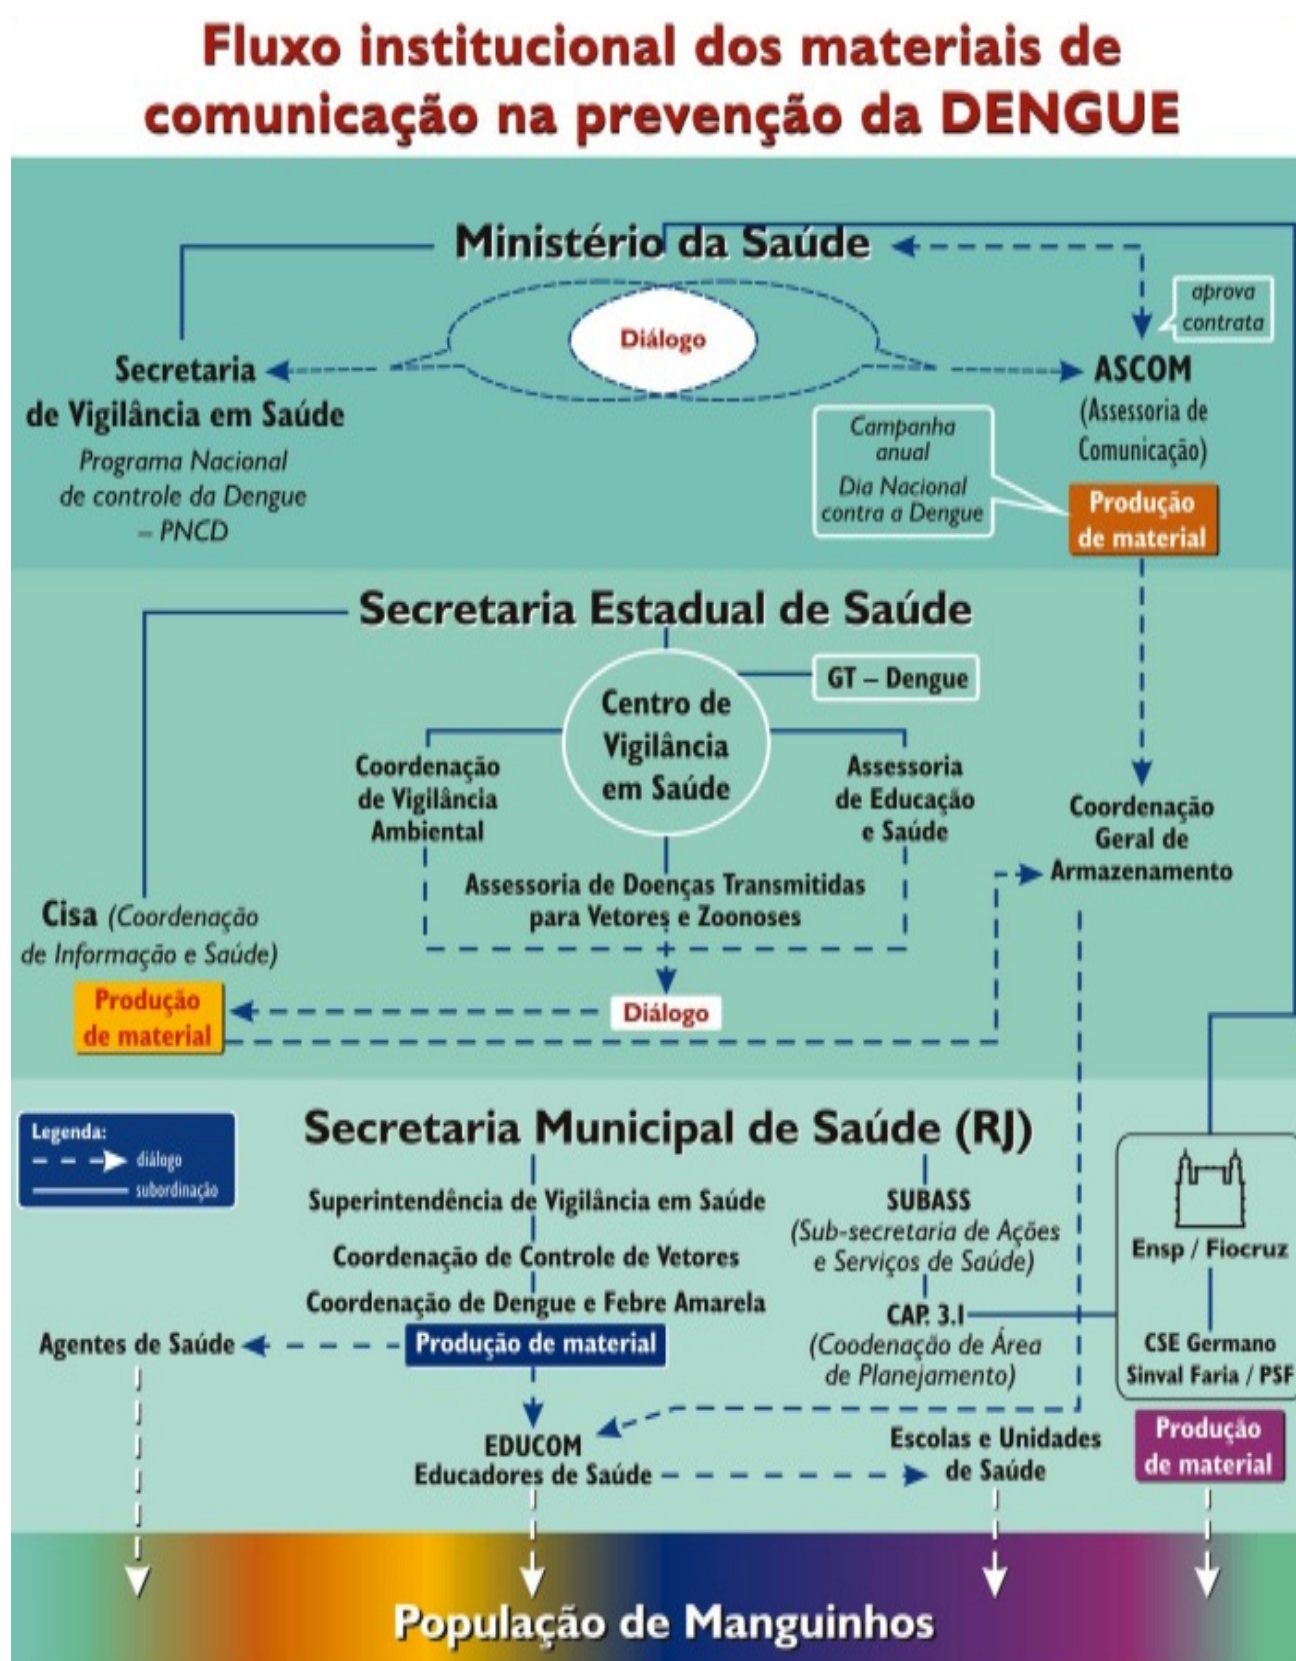 Fluxo institucional dos materiais de
comunicação na prevenção da DENGUE
Ministério da Saúde
aprova
contrata
Diálogo
Secretaria
de Vigilância em Saúde
Programa Nacional
de controle da Dengue
– PNCD
ASCOM
(Assessoria de
Comunicação)
Campanha
anual
Dia Nacional
contra a Dengue
Produção
de material
Secretaria Estadual de Saúde
GT – Dengue
Centro de
Vigilância
em Saúde
Coordenação
de Vigilância
Ambiental
Assessoria
de Educação
e Saúde
Coordenação
Geral de
Armazenamento
Assessoria de Doenças Transmitidas
para Vetores e Zoonoses
Cisa (Coordenação
de Informação e Saúde)
Produção
de material
Diálogo
Secretaria Municipal de Saúde (RJ)
Legenda:
diálogo
subordinação
Superintendência de Vigilância em Saúde
Coordenação de Controle de Vetores
Coordenação de Dengue e Febre Amarela
Produção de material
Agentes de Saúde
SUBASS
(Sub-secretaria de Ações
e Serviços de Saúde)
CAP. 3.1
(Coodenação de Área
de Planejamento)
Ensp / Fiocruz
CSE Germano
Sinval Faria / PSF
Produção
de material
EDUCOM
Educadores de Saúde
Escolas e Unidades
de Saúde
População de Manguinhos